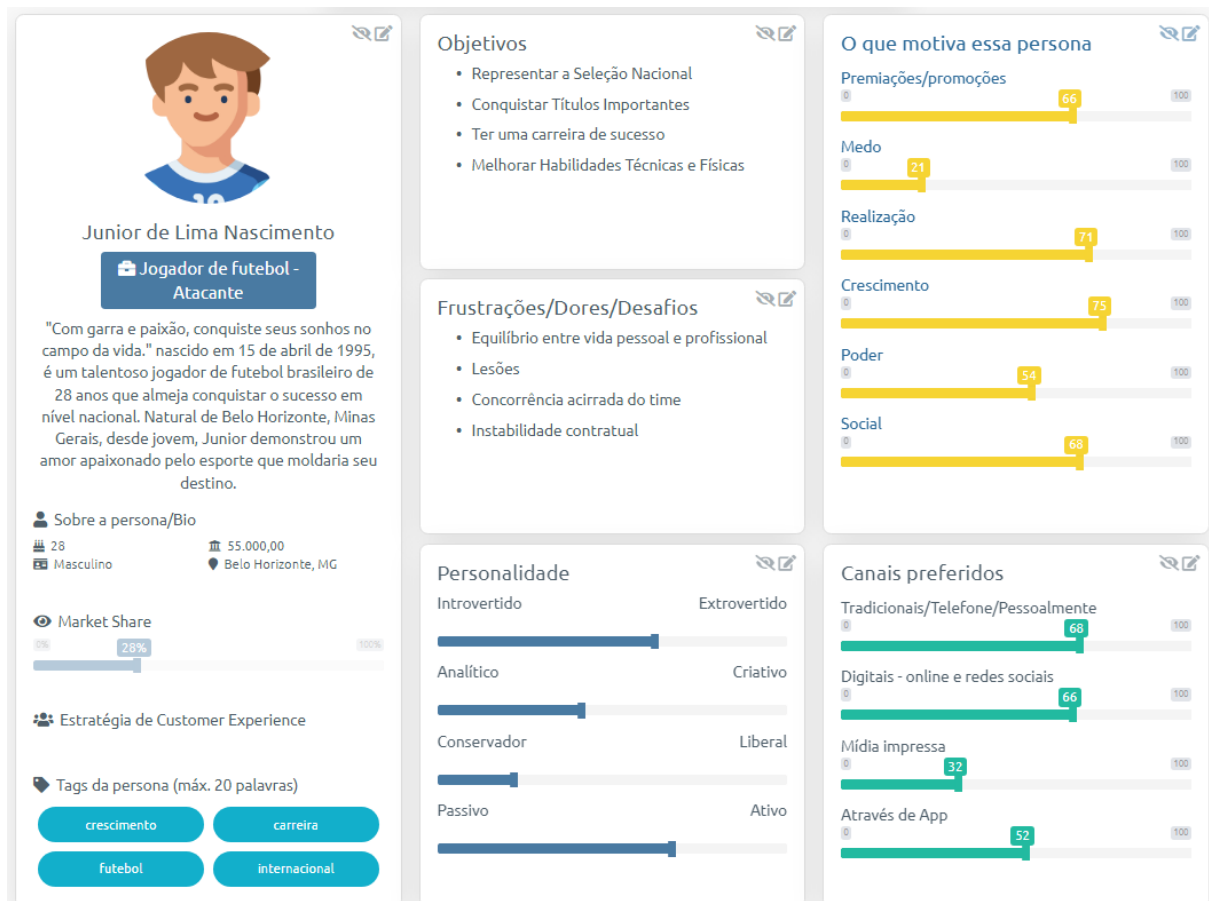 Junior de Lima Nascimento
Jogador de futebol -
Atacante
"Com garra e paixão, conquiste seus sonhos no
campo da vida." nascido em 15 de abril de 1995,
é um talentoso jogador de futebol brasileiro de
28 anos que almeja conquistar o sucesso em
nível nacional. Natural de Belo Horizonte, Minas
Gerais, desde jovem, Junior demonstrou um
amor apaixonado pelo esporte que moldaria seu
destino.
Sobre a persona/Bio
28
55.000,00
Masculino
Belo Horizonte, MG
Market Share
0%
28%
100%
Estratégia de Customer Experience
Tags da persona (máx. 20 palavras)
crescimento
carreira
futebol
internacional
Objetivos
• Representar a Seleção Nacional
• Conquistar Títulos Importantes
• Ter uma carreira de sucesso
• Melhorar Habilidades Técnicas e Físicas
Frustrações/Dores/Desafios
• Equilíbrio entre vida pessoal e profissional
• Lesões
• Concorrência acirrada do time
• Instabilidade contratual
Personalidade
Introvertido Extrovertido
Analítico Criativo
Conservador Liberal
Passivo Ativo
O que motiva essa persona
Premiações/promoções
0 66 100
Medo
0 21 100
Realização
0 71 100
Crescimento
0 75 100
Poder
0 54 100
Social
0 68 100
Canais preferidos
Tradicionais/Telefone/Pessoalmente
0 68 100
Digitais - online e redes sociais
0 66 100
Mídia impressa
0 32 100
Através de App
0 52 100